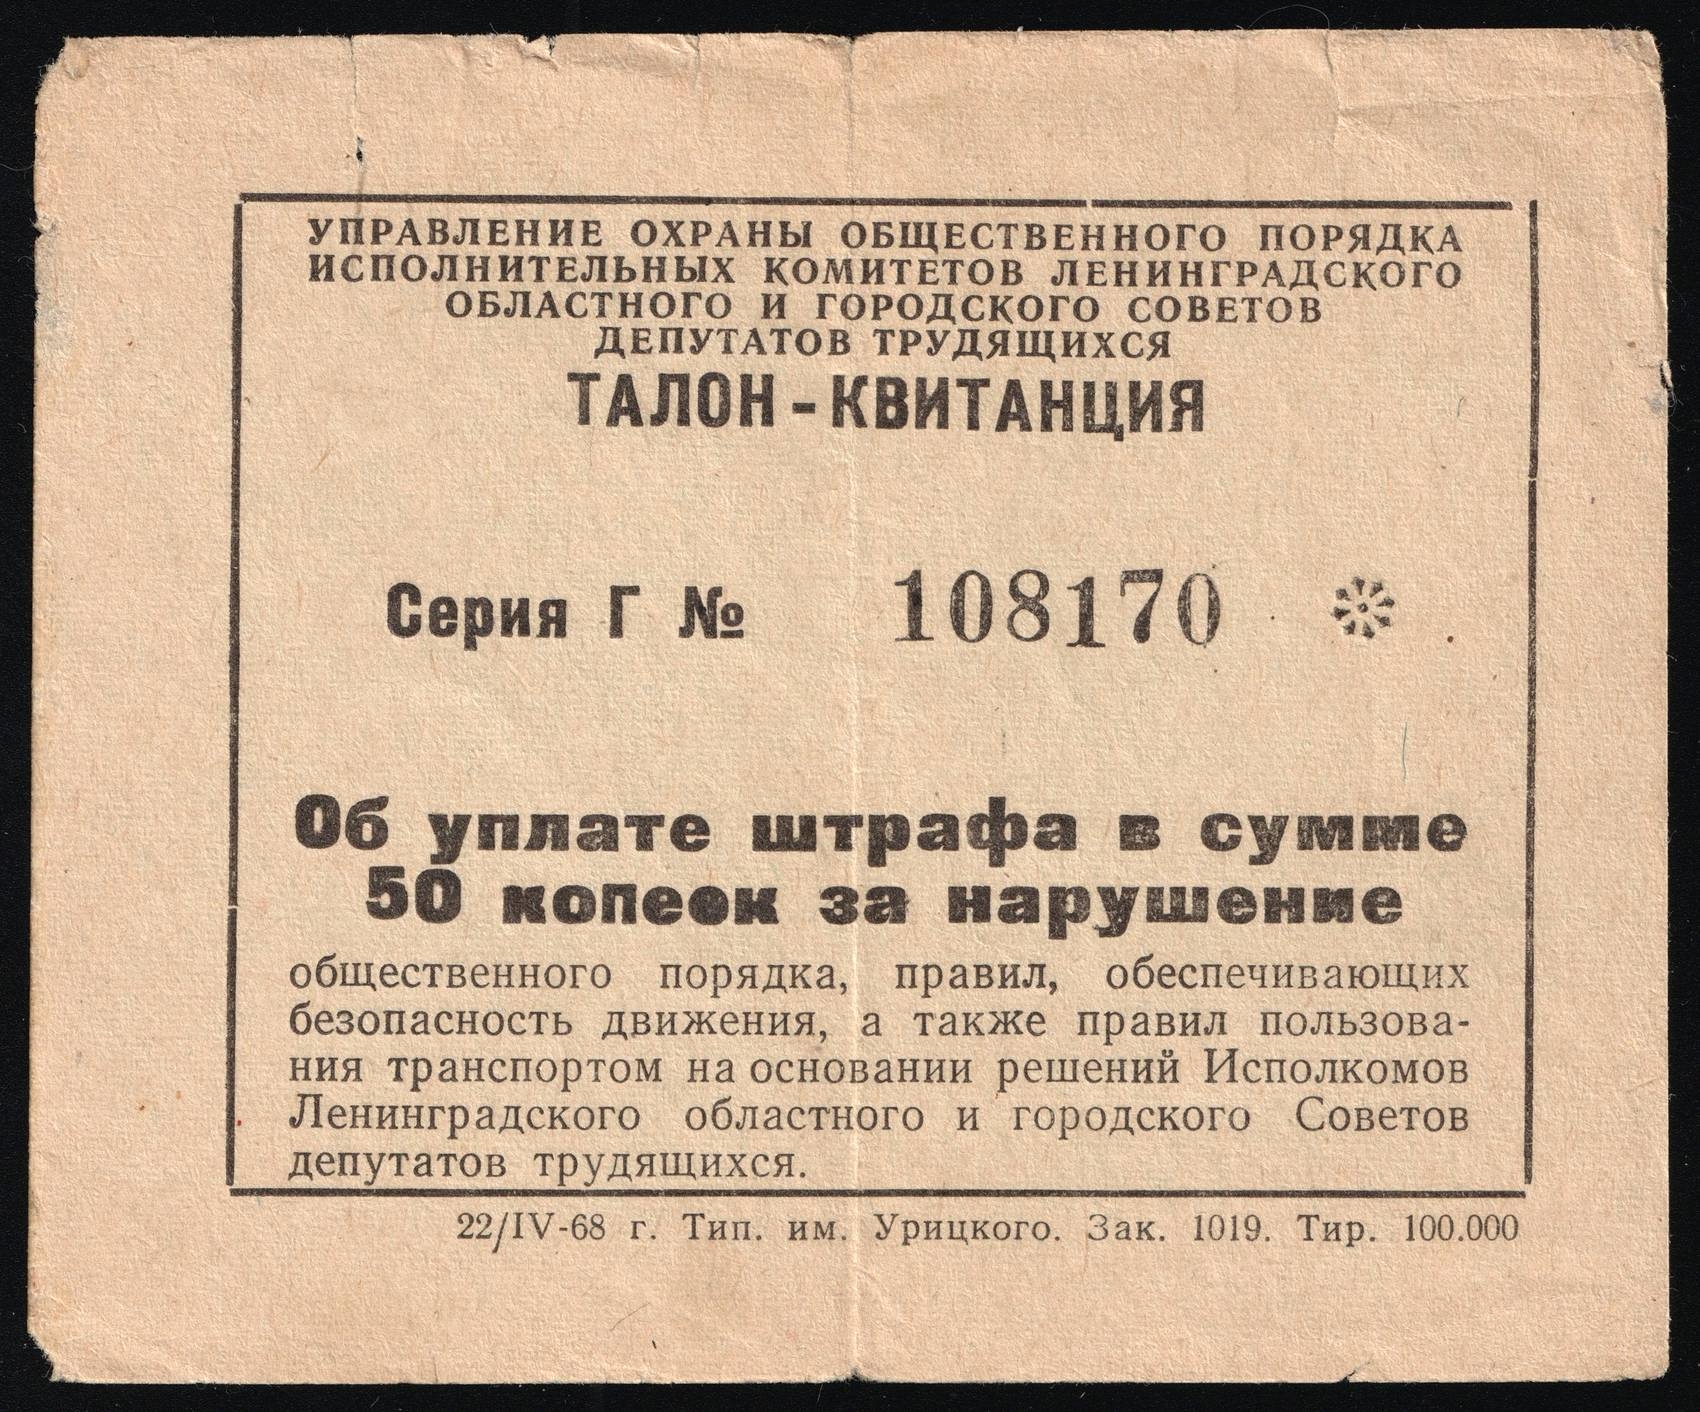 УПРАВЛЕНИЕ ОХРАНЫ ОБЩЕСТВЕННОГО ПОРЯДКА
ИСПОЛНИТЕЛЬНЫХ КОМИТЕТОВ ЛЕНИНГРАДСКОГО
ОБЛАСТНОГО И ГОРОДСКОГО СОВЕТОВ
ДЕПУТАТОВ ТРУДЯЩИХСЯ
ТАЛОН-КВИТАНЦИЯ
Серия Г № 108170
Об уплате штрафа в сумме
50 копеек за нарушение
общественного порядка, правил, обеспечивающих
безопасность движения, а также правил пользова-
ния транспортом на основании решений Исполкомов
Ленинградского областного и городского Советов
депутатов трудящихся.
22/IV-68 г. Тип. им. Урицкого. Зак. 1019. Тир. 100.000